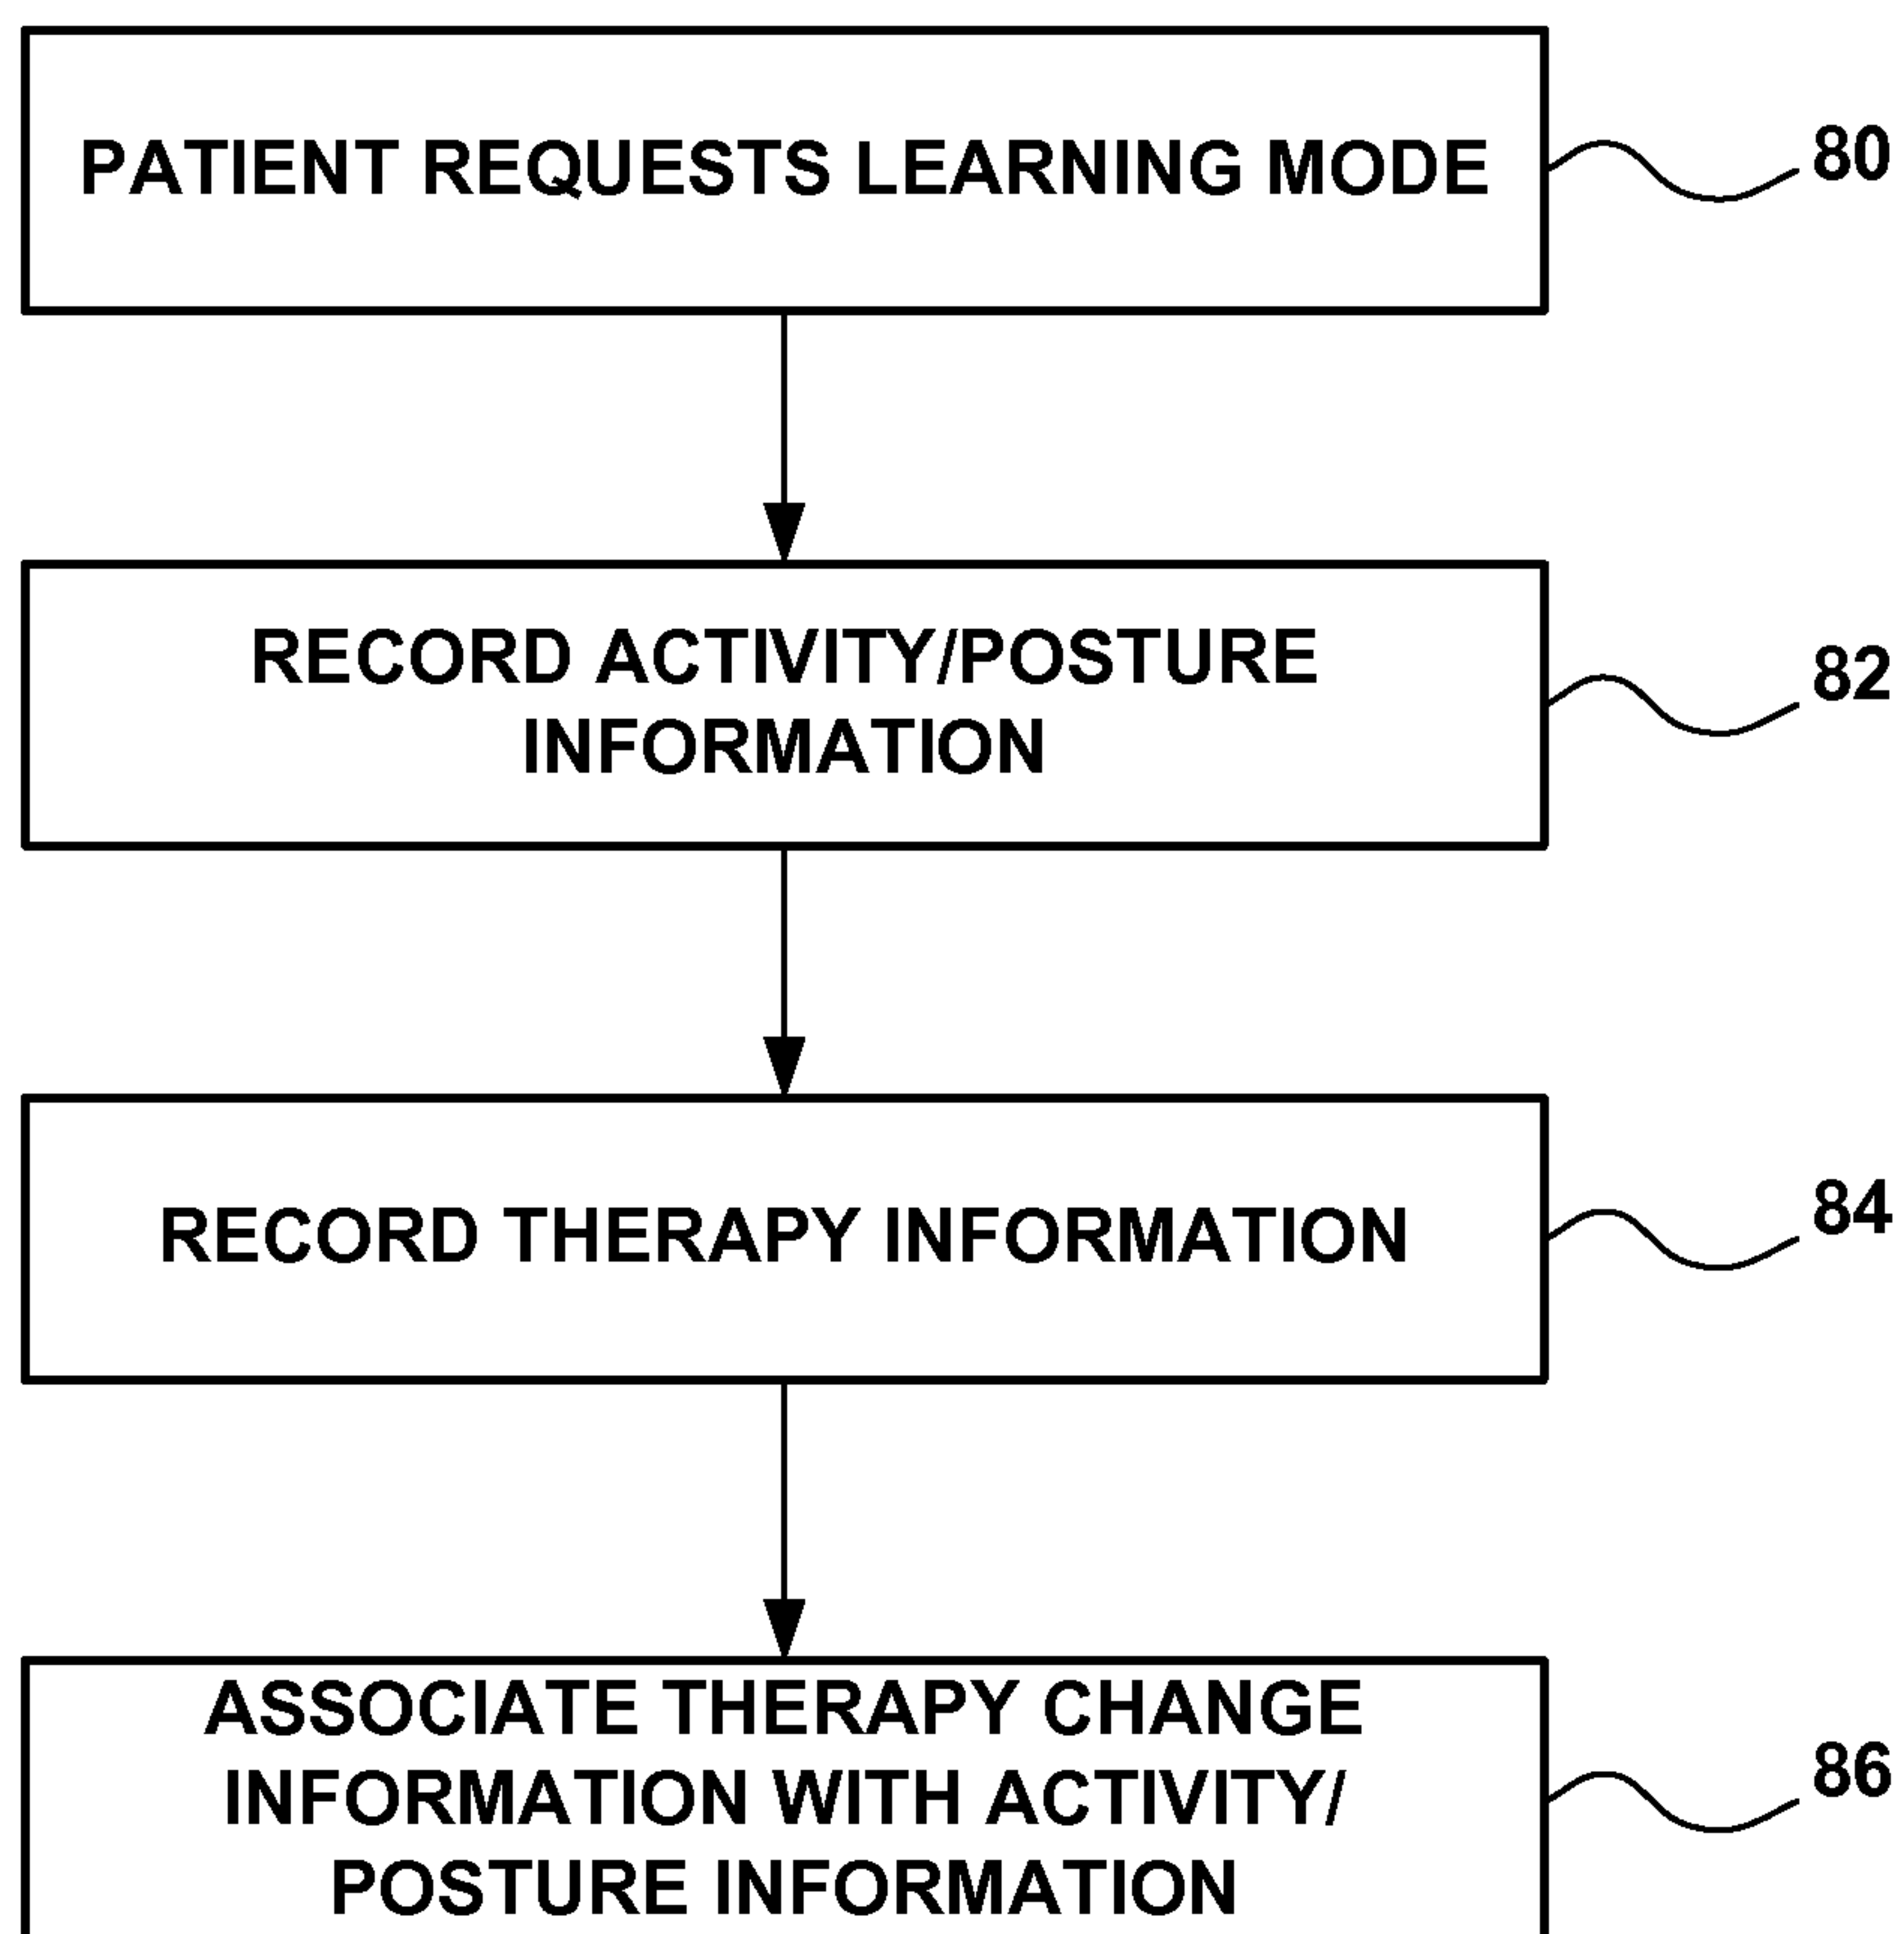 PATIENT REQUESTS LEARNING MODE
80
RECORD ACTIVITY/POSTURE
INFORMATION
82
RECORD THERAPY INFORMATION
84
ASSOCIATE THERAPY CHANGE
INFORMATION WITH ACTIVITY/
POSTURE INFORMATION
86